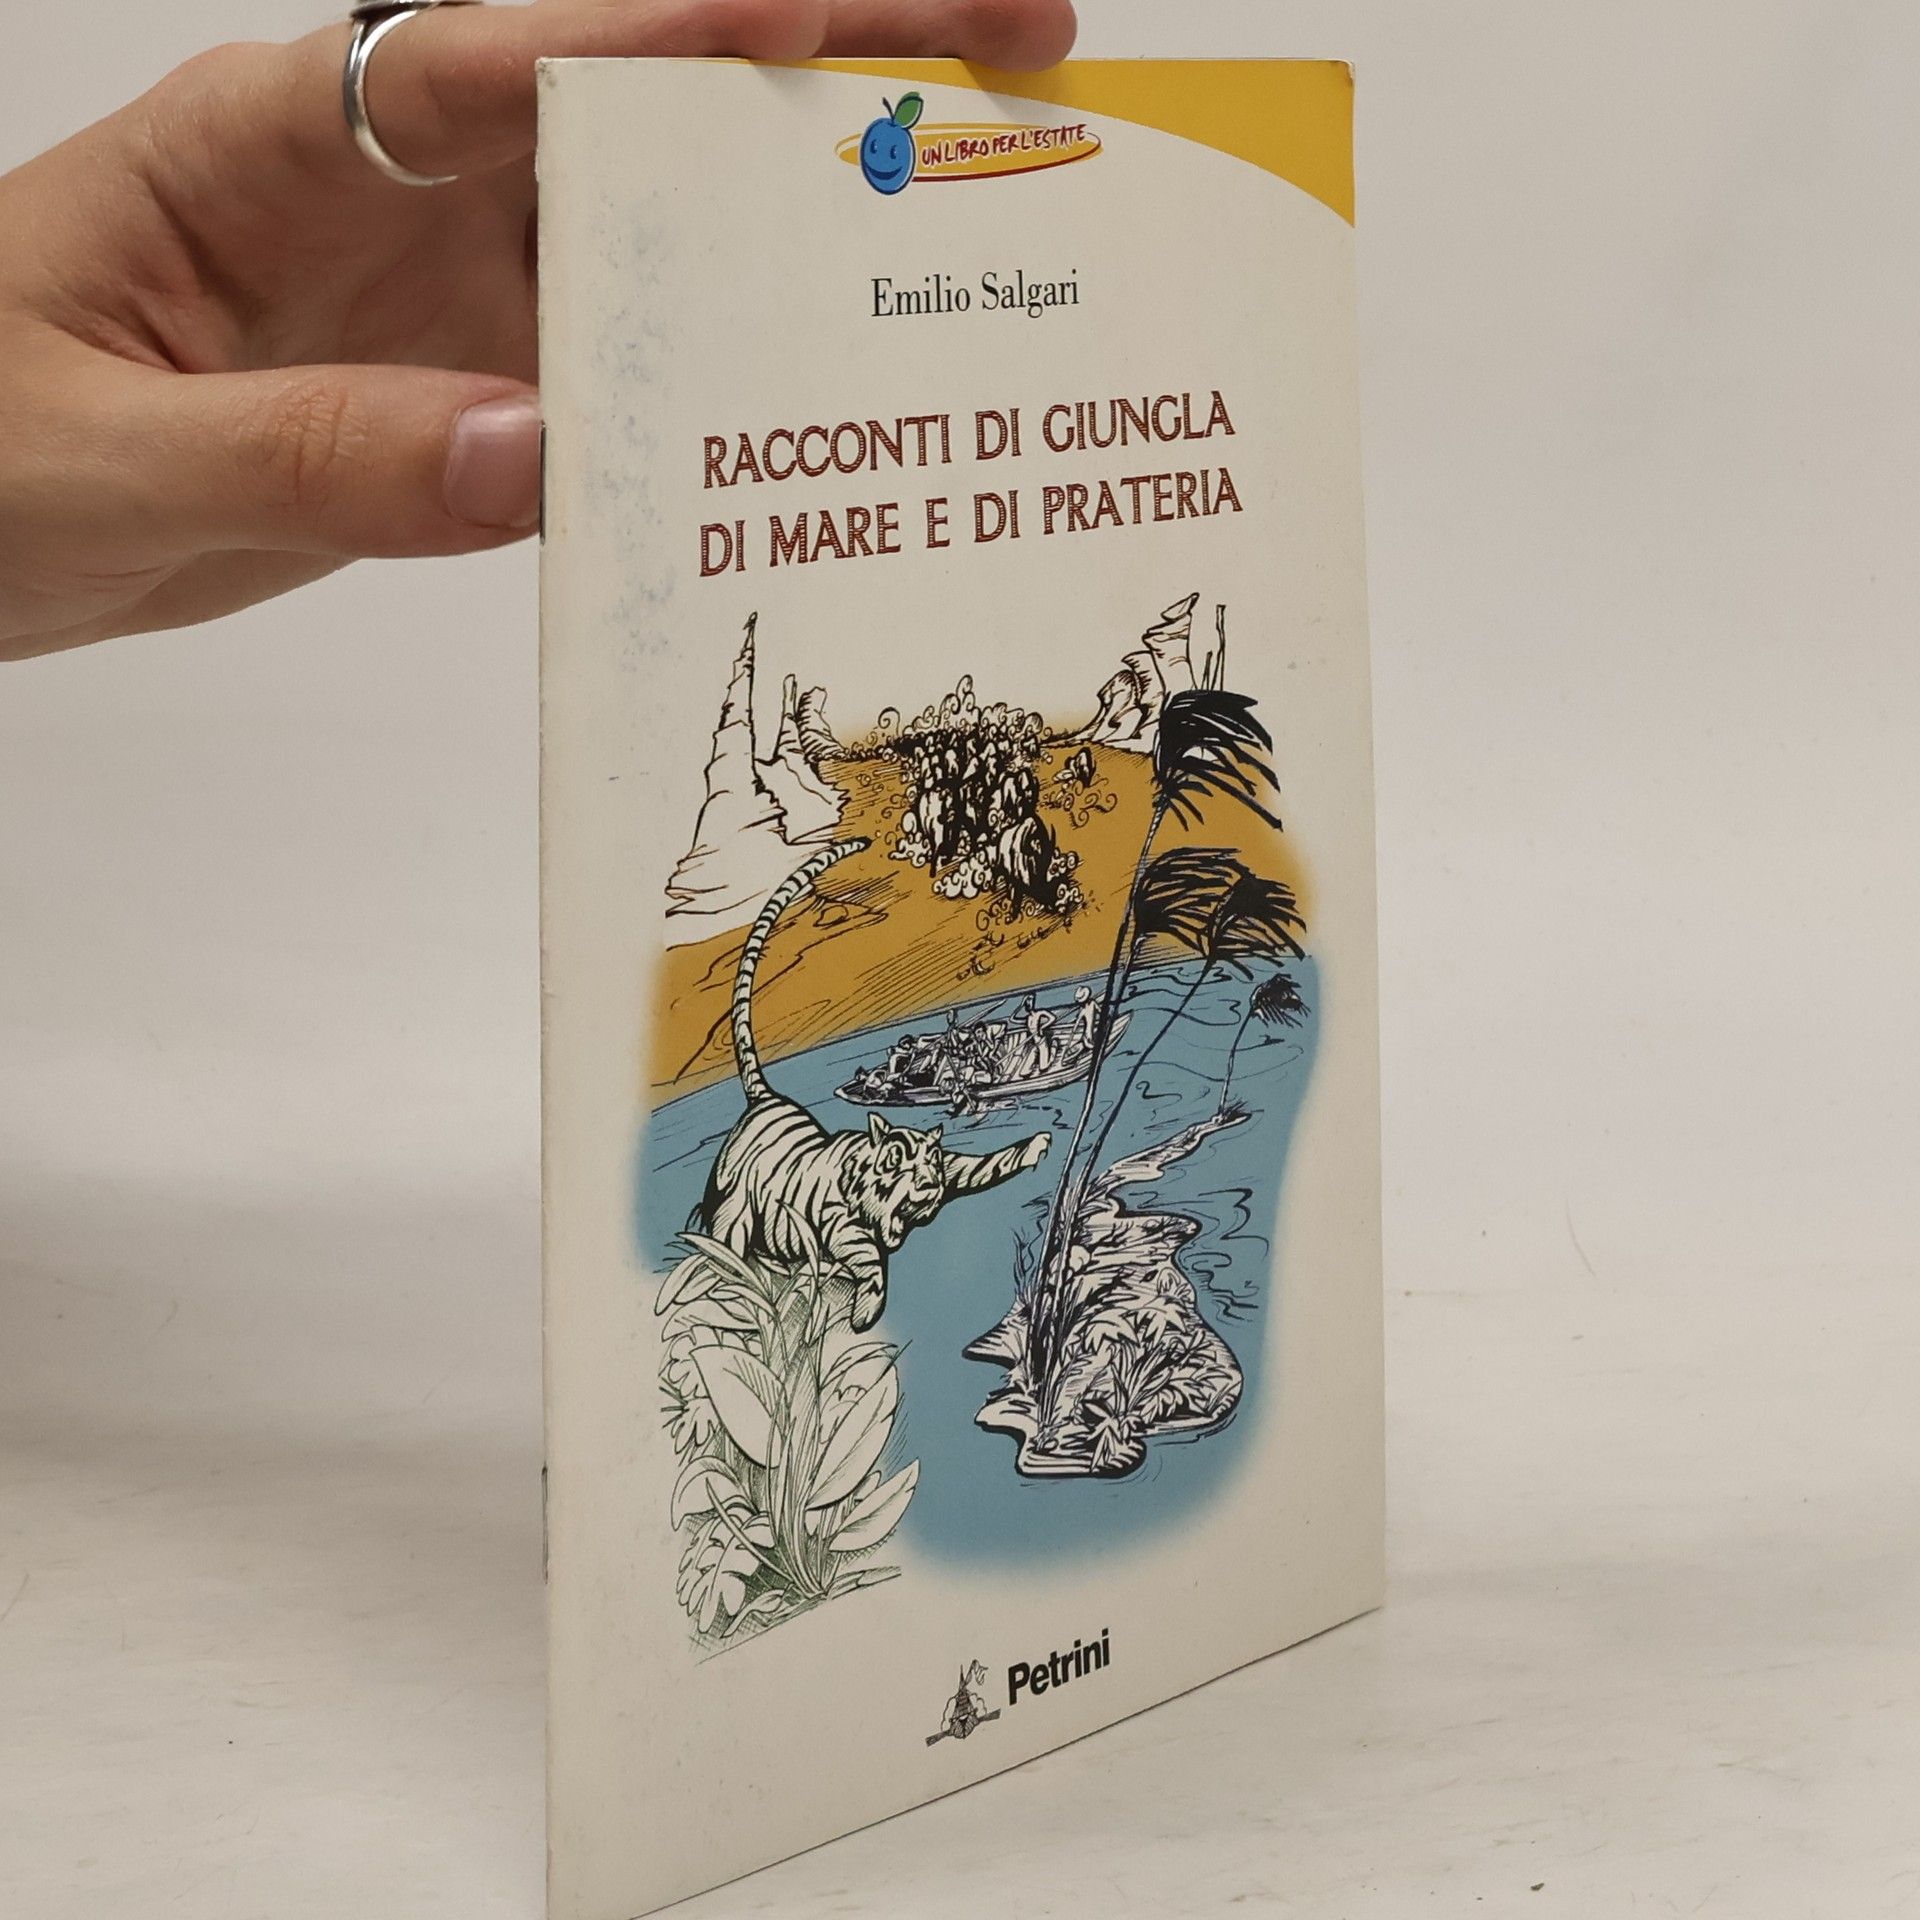 UN LIBRO PER L'ESTATE
Emilio Salgari
RACCONTI DI GIUNGLA
DI MARE E DI PRATERIA
Petrini